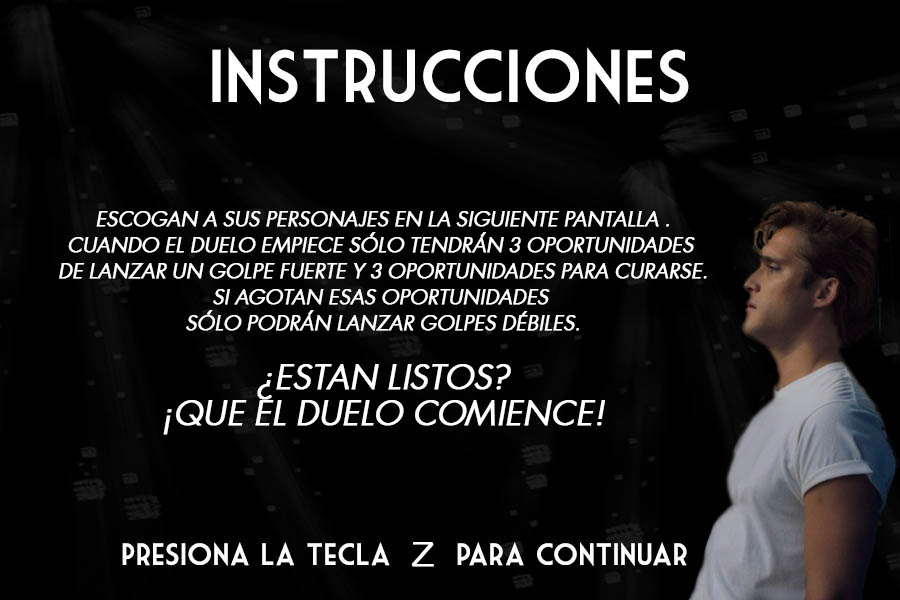 INSTRUCCIONES
ESCOGAN A SUS PERSONAJES EN LA SIGUIENTE PANTALLA .
CUANDO EL DUELO EMPIECE SÓLO TENDRÁN 3 OPORTUNIDADES
DE LANZAR UN GOLPE FUERTE Y 3 OPORTUNIDADES PARA CURARSE.
SI AGOTAN ESAS OPORTUNIDADES
SÓLO PODRÁN LANZAR GOLPES DÉBILES.
¿ESTAN LISTOS?
¡QUE EL DUELO COMIENCE!
PRESIONA LA TECLA Z PARA CONTINUAR